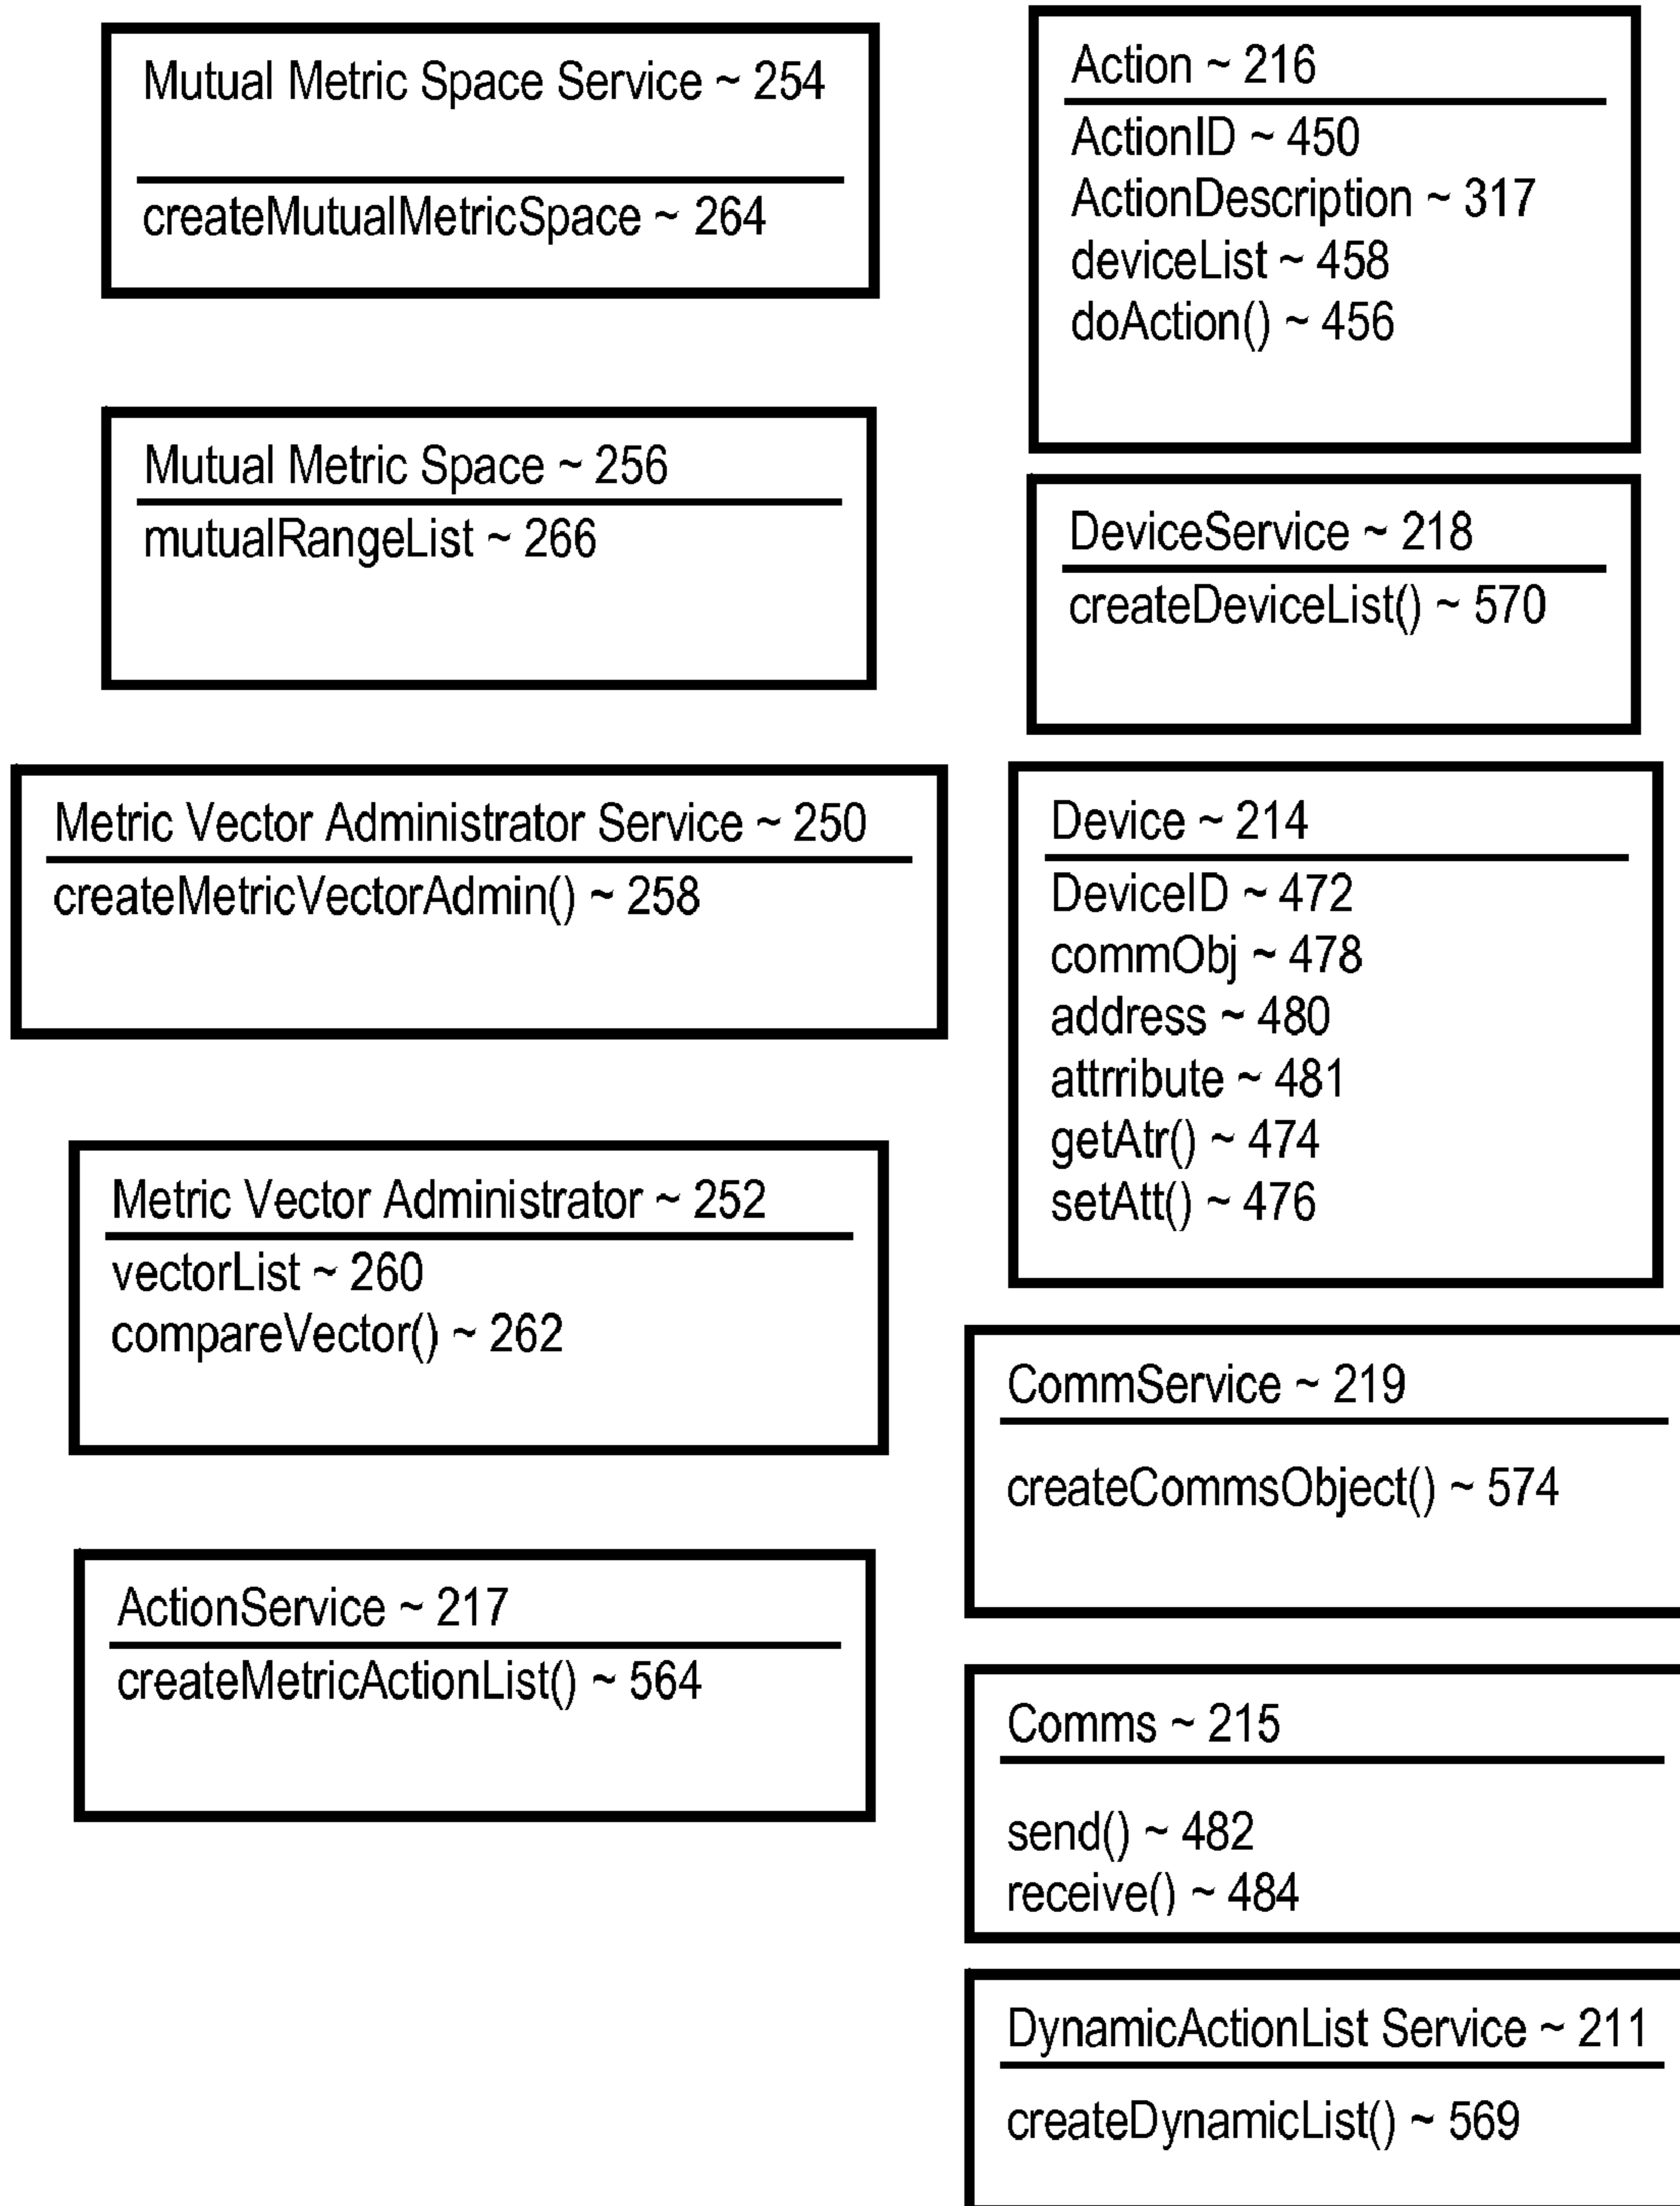 Mutual Metric Space Service ~ 254
createMutualMetricSpace ~ 264
Mutual Metric Space ~ 256
mutualRangeList ~ 266
Metric Vector Administrator Service ~ 250
createMetricVectorAdmin() ~ 258
Metric Vector Administrator ~ 252
vectorList ~ 260
compareVector() ~ 262
ActionService ~ 217
createMetricActionList() ~ 564
Action ~ 216
ActionID ~ 450
ActionDescription ~ 317
deviceList ~ 458
doAction() ~ 456
DeviceService ~ 218
createDeviceList() ~ 570
Device ~ 214
DeviceID ~ 472
commObj ~ 478
address ~ 480
attrribute ~ 481
getAtr() ~ 474
setAtt() ~ 476
CommService ~ 219
createCommsObject() ~ 574
Comms ~ 215
send() ~ 482
receive() ~ 484
DynamicActionList Service ~ 211
createDynamicList() ~ 569